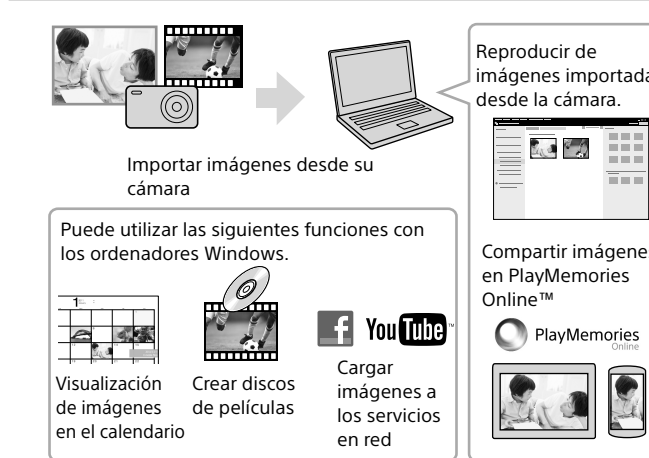 Importar imágenes desde su
cámara
Puede utilizar las siguientes funciones con
los ordenadores Windows.
1
Visualización
de imágenes
en el calendario
Crear discos
de películas
f
You Tube™
Cargar
imágenes a
los servicios
en red
Reproducir de
imágenes importada
desde la cámara.
Compartir imágene
en PlayMemories
Online™
PlayMemories
Online